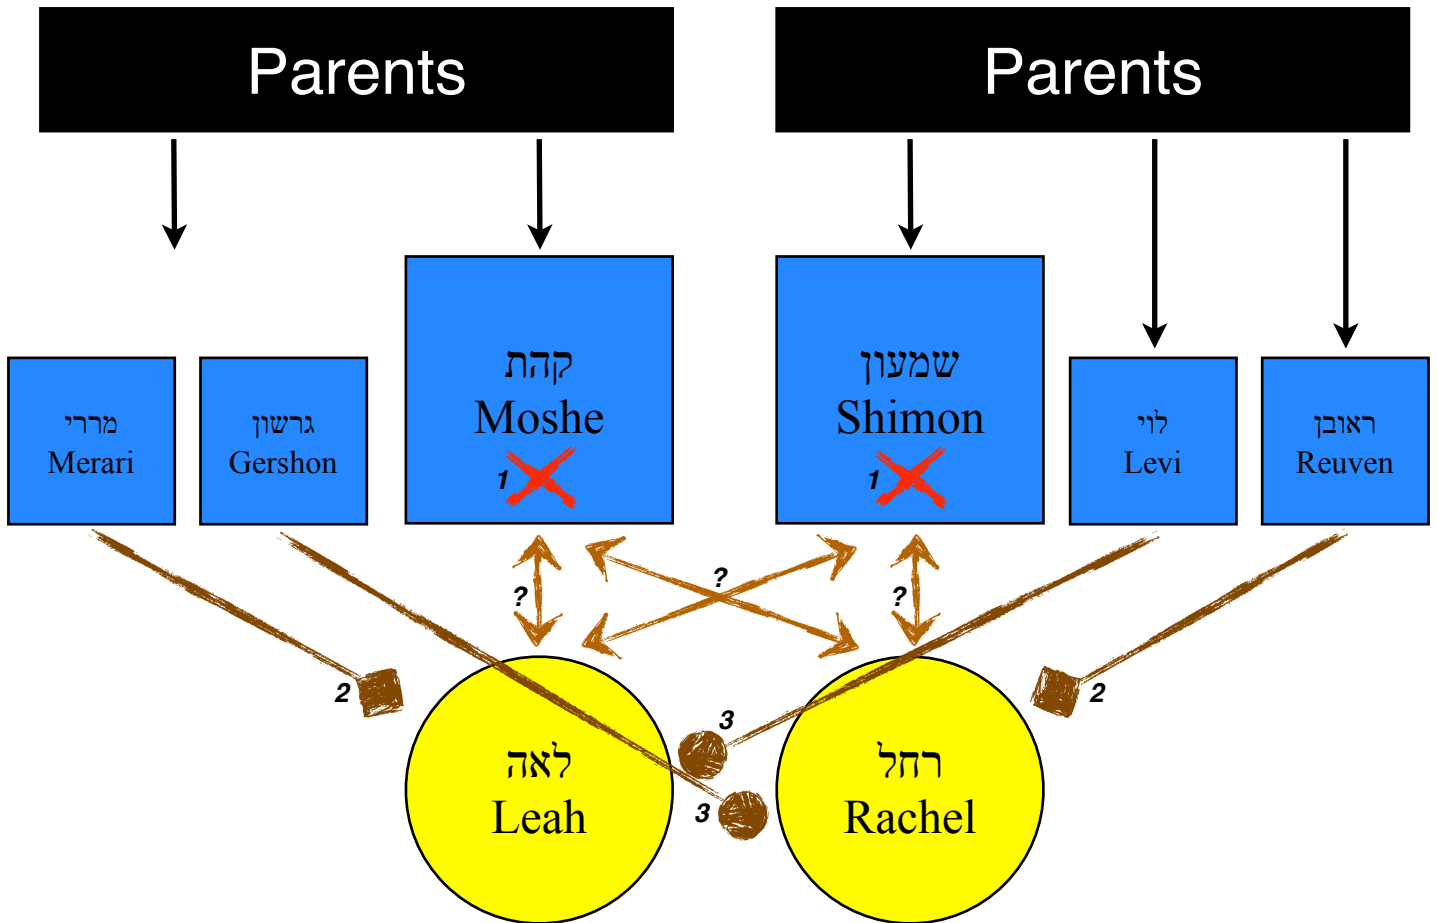 Parents
Parents
קהת
Moshe
1
שמעון
Shimon
1
מררי
Merari
גרשון
Gershon
לוי
Levi
ראובן
Reuven
?
?
?
2
3
2
3
לאה
Leah
רחל
Rachel